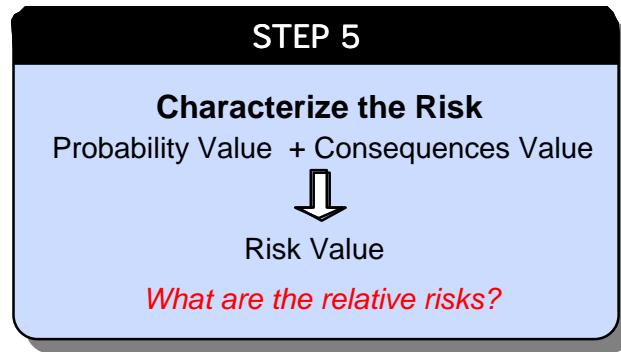 STEP 5
Characterize the Risk
Probability Value + Consequences Value
Risk Value
What are the relative risks?